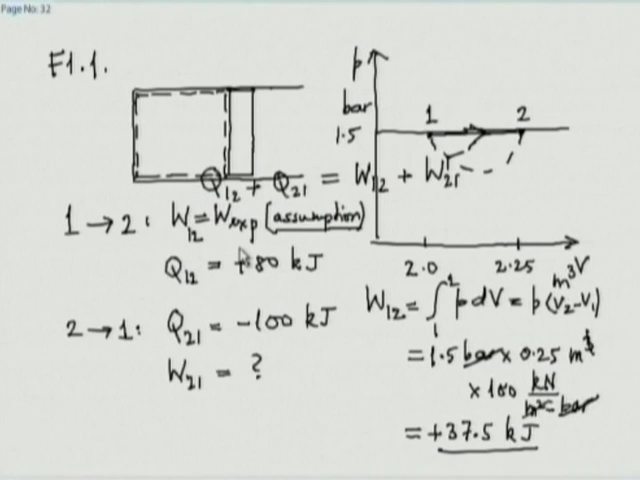 Page No: 32
F1.1.
p
bar
1.5
1 2
Q12 + Q21 = W12 + W21
1 → 2 : W12 = Wexp (assumption)
2.0 2.25
m³ V
Q12 = +80 kJ
W12 = ∫₁² p dV = p (V2 - V1)
2 → 1 : Q21 = -100 kJ
= 1.5 bar x 0.25 m
W21 = ?
x 100 kN
m² bar
= +37.5 kJ